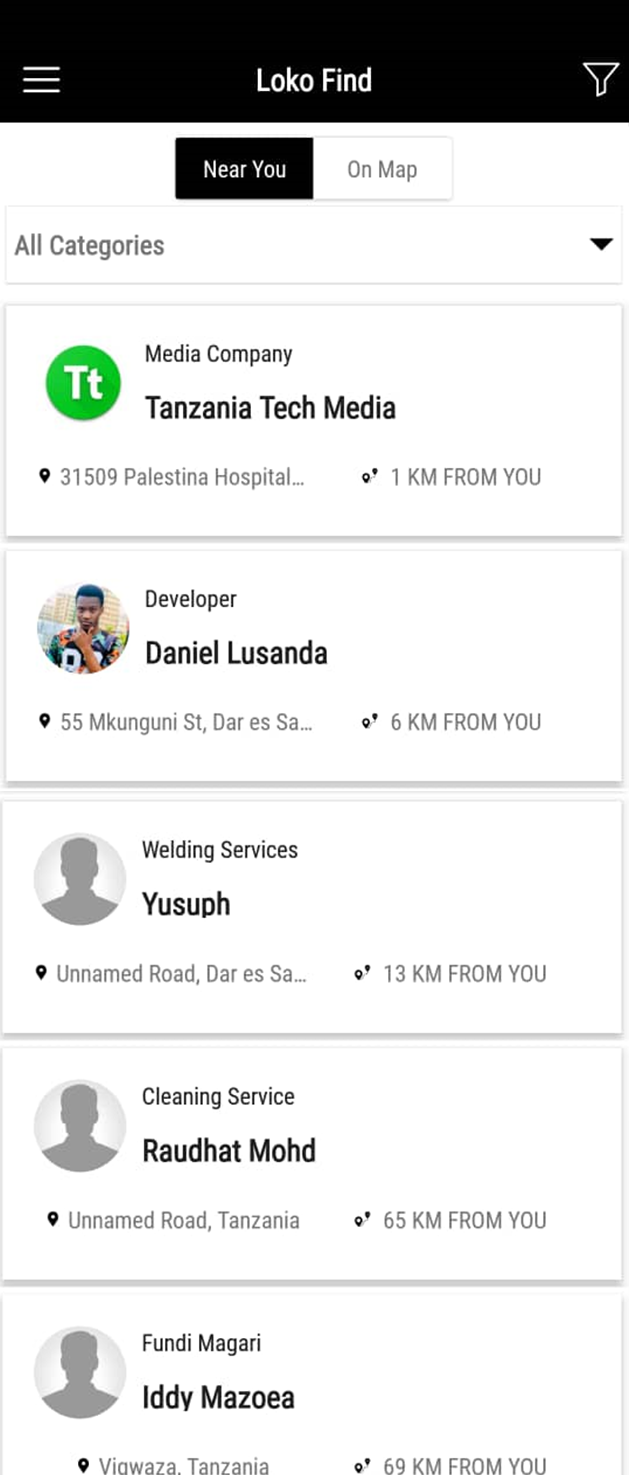 Loko Find
Near You
On Map
All Categories
Tt
Media Company
Tanzania Tech Media
31509 Palestina Hospital...
1 KM FROM YOU
Developer
Daniel Lusanda
55 Mkunguni St, Dar es Sa...
6 KM FROM YOU
Welding Services
Yusuph
Unnamed Road, Dar es Sa...
13 KM FROM YOU
Cleaning Service
Raudhat Mohd
Unnamed Road, Tanzania
65 KM FROM YOU
Fundi Magari
Iddy Mazoea
Vigwaza, Tanzania
69 KM FROM YOU